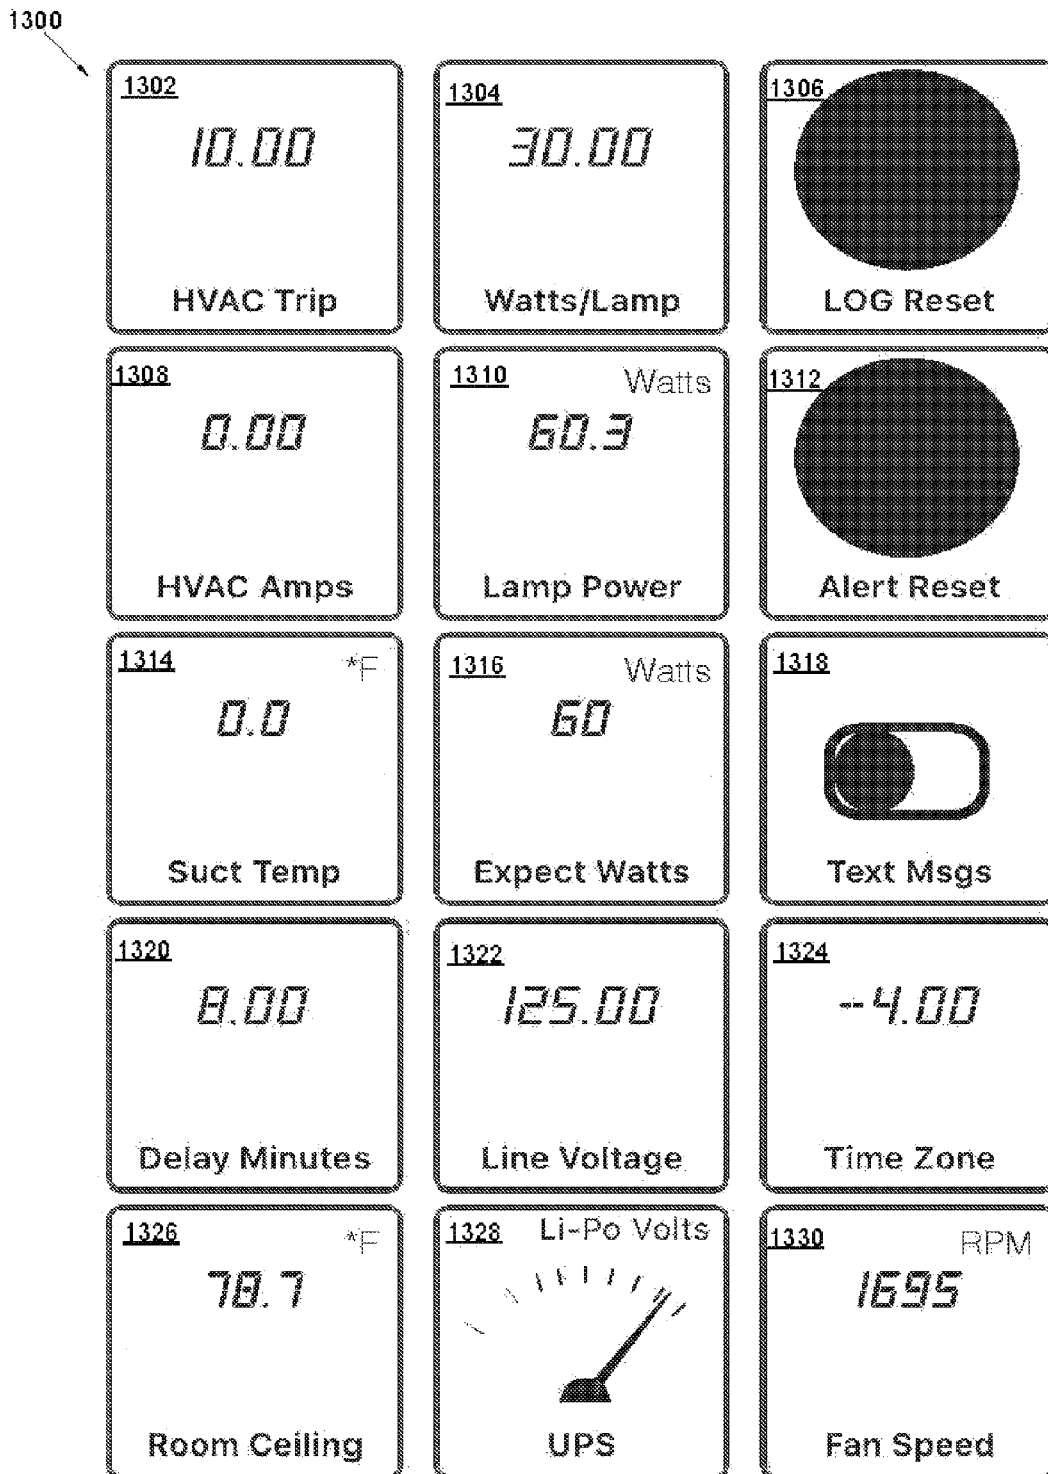 1300
1302
10.00
HVAC Trip
1304
30.00
Watts/Lamp
1306
LOG Reset
1308
0.00
HVAC Amps
1310
Watts
60.3
Lamp Power
1312
Alert Reset
1314
*F
0.0
Suct Temp
1316
Watts
60
Expect Watts
1318
Text Msgs
1320
8.00
Delay Minutes
1322
125.00
Line Voltage
1324
-4.00
Time Zone
1326
*F
78.7
Room Ceiling
1328
Li-Po Volts
UPS
1330
RPM
1695
Fan Speed